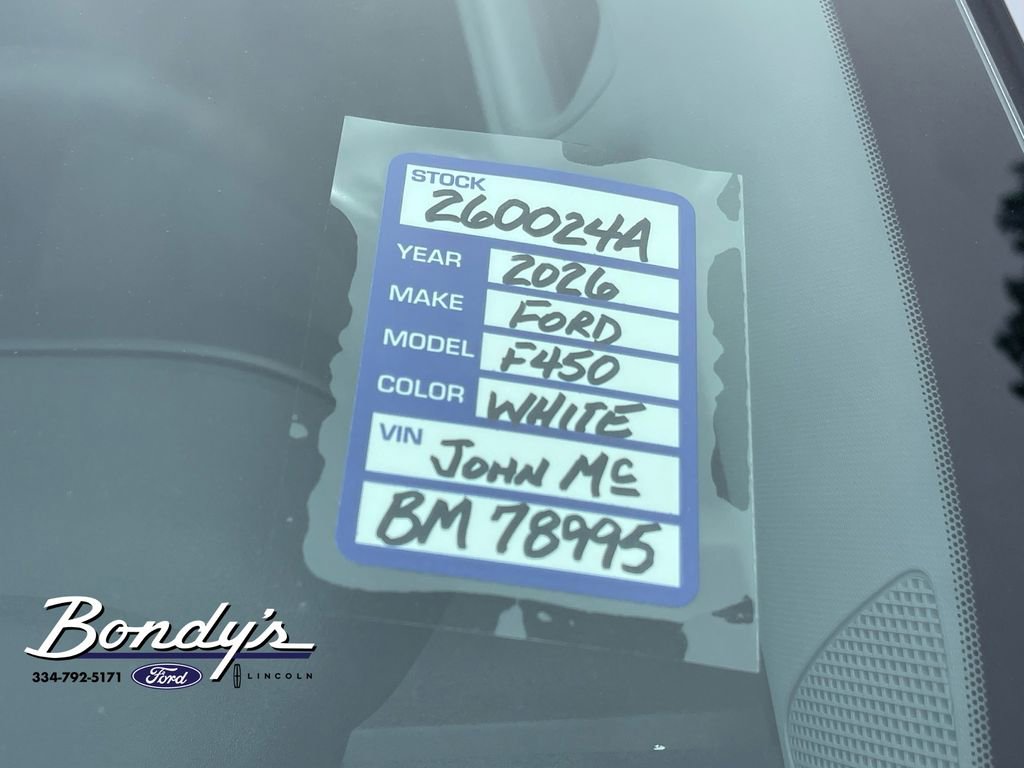 STOCK
260024A
YEAR 2026
MAKE FORD
MODEL F450
COLOR WHITE
VIN JOHN Mc
BM 78995
Bondy's
334-792-5171 Ford LINCOLN